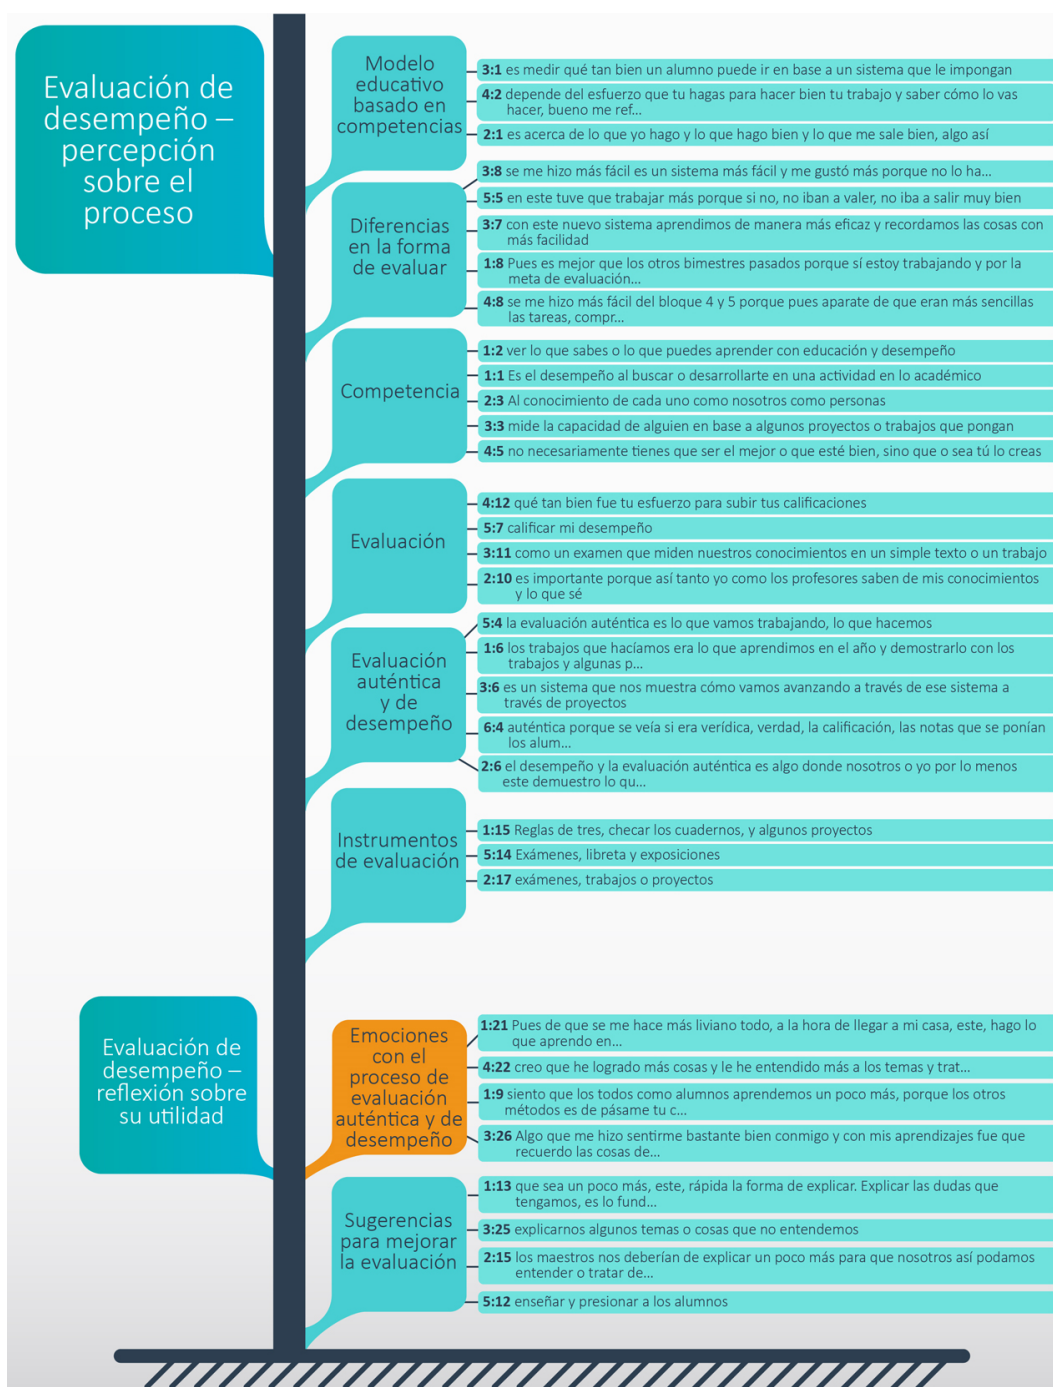 Evaluación de
desempeño –
percepción
sobre el
proceso
Modelo
educativo
basado en
competencias
3:1 es medir qué tan bien un alumno puede ir en base a un sistema que le impongan
4:2 depende del esfuerzo que tu hagas para hacer bien tu trabajo y saber cómo lo vas
hacer, bueno me ref...
2:1 es acerca de lo que yo hago y lo que hago bien y lo que me sale bien, algo así
Diferencias
en la forma
de evaluar
3:8 se me hizo más fácil es un sistema más fácil y me gustó más porque no lo ha...
5:5 en este tuve que trabajar más porque si no, no iban a valer, no iba a salir muy bien
3:7 con este nuevo sistema aprendimos de manera más eficaz y recordamos las cosas con
más facilidad
1:8 Pues es mejor que los otros bimestres pasados porque sí estoy trabajando y por la
meta de evaluación...
4:8 se me hizo más fácil del bloque 4 y 5 porque pues aparate de que eran más sencillas
las tareas, compr...
Competencia
1:2 ver lo que sabes o lo que puedes aprender con educación y desempeño
1:1 Es el desempeño al buscar o desarrollarte en una actividad en lo académico
2:3 Al conocimiento de cada uno como nosotros como personas
3:3 mide la capacidad de alguien en base a algunos proyectos o trabajos que pongan
4:5 no necesariamente tienes que ser el mejor o que esté bien, sino que o sea tú lo creas
Evaluación
4:12 qué tan bien fue tu esfuerzo para subir tus calificaciones
5:7 calificar mi desempeño
3:11 como un examen que miden nuestros conocimientos en un simple texto o un trabajo
2:10 es importante porque así tanto yo como los profesores saben de mis conocimientos
y lo que sé
Evaluación
auténtica
y de
desempeño
5:4 la evaluación auténtica es lo que vamos trabajando, lo que hacemos
1:6 los trabajos que hacíamos era lo que aprendimos en el año y demostrarlo con los
trabajos y algunas p...
3:6 es un sistema que nos muestra cómo vamos avanzando a través de ese sistema a
través de proyectos
6:4 auténtica porque se veía si era verídica, verdad, la calificación, las notas que se ponían
los alum...
2:6 el desempeño y la evaluación auténtica es algo donde nosotros o yo por lo menos
este demuestro lo qu...
Instrumentos
de evaluación
1:15 Reglas de tres, checar los cuadernos, y algunos proyectos
5:14 Exámenes, libreta y exposiciones
2:17 exámenes, trabajos o proyectos
Evaluación de
desempeño –
reflexión sobre
su utilidad
Emociones
con el
proceso de
evaluación
auténtica y de
desempeño
1:21 Pues de que se me hace más liviano todo, a la hora de llegar a mi casa, este, hago lo
que aprendo en...
4:22 creo que he logrado más cosas y le he entendido más a los temas y trat...
1:9 siento que los todos como alumnos aprendemos un poco más, porque los otros
métodos es de pásame tu c...
3:26 Algo que me hizo sentirme bastante bien conmigo y con mis aprendizajes fue que
recuerdo las cosas de...
Sugerencias
para mejorar
la evaluación
1:13 que sea un poco más, este, rápida la forma de explicar. Explicar las dudas que
tengamos, es lo fund...
3:25 explicarnos algunos temas o cosas que no entendemos
2:15 los maestros nos deberían de explicar un poco más para que nosotros así podamos
entender o tratar de...
5:12 enseñar y presionar a los alumnos